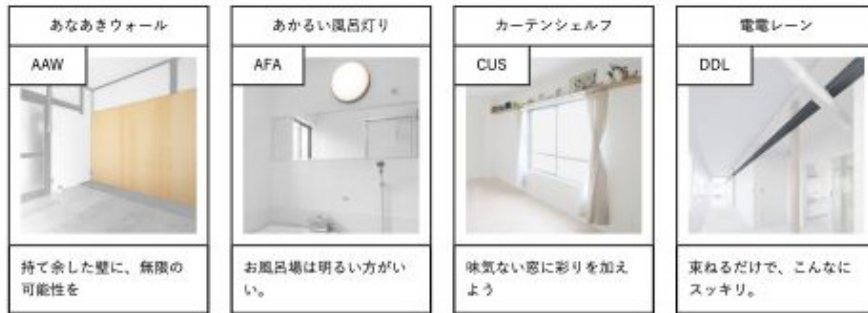 あなあきウォール
AAW
持て余した壁に、無限の
可能性を
あかるい風呂灯り
AFA
お風呂場は明るい方がい
い。
カーテンシェルフ
CUS
味気ない窓に彩りを加え
よう
電電レーン
DDL
束ねるだけで、こんなに
スッキリ。